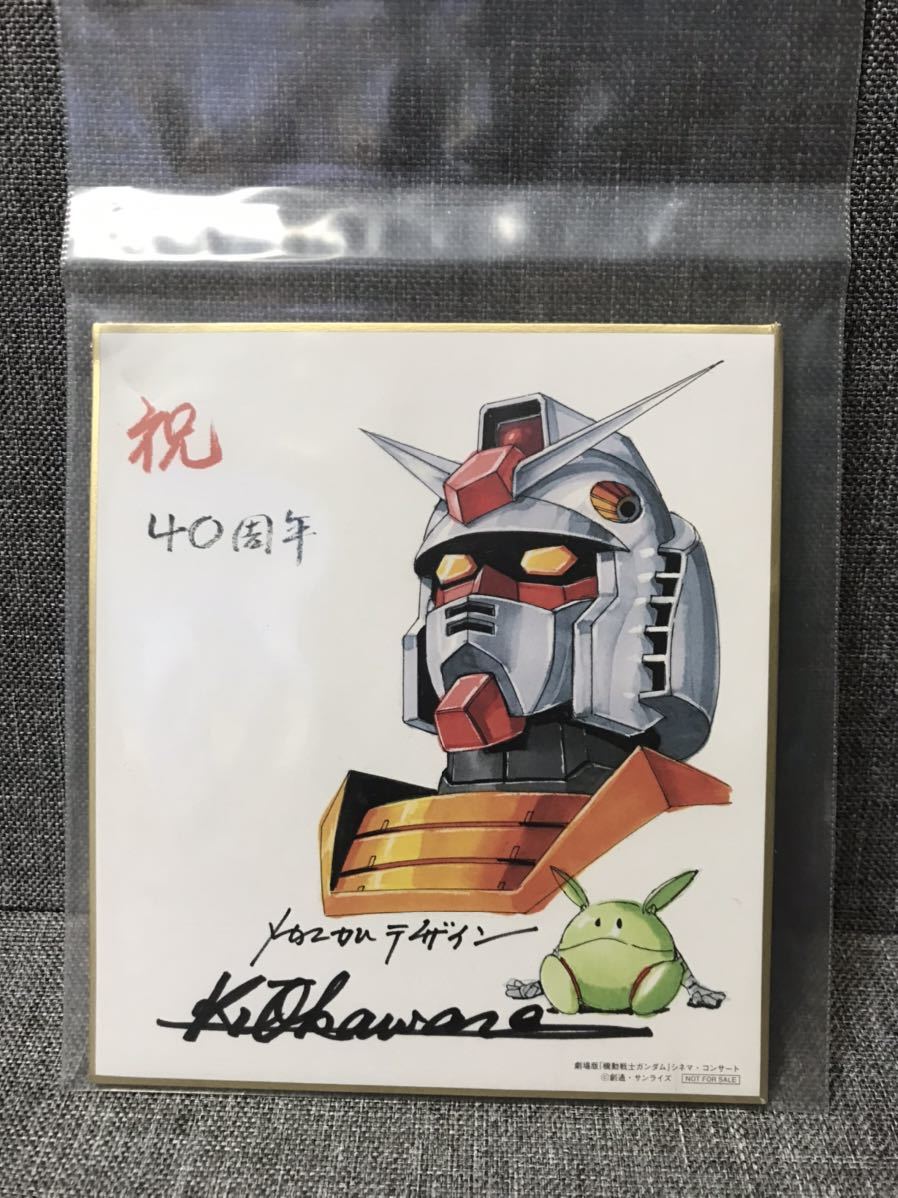 祝
40周年
メカニカルデザイン
K. Okawara
劇場版「機動戦士ガンダム」シネマ・コンサート
©創通・サンライズ NOT FOR SALE